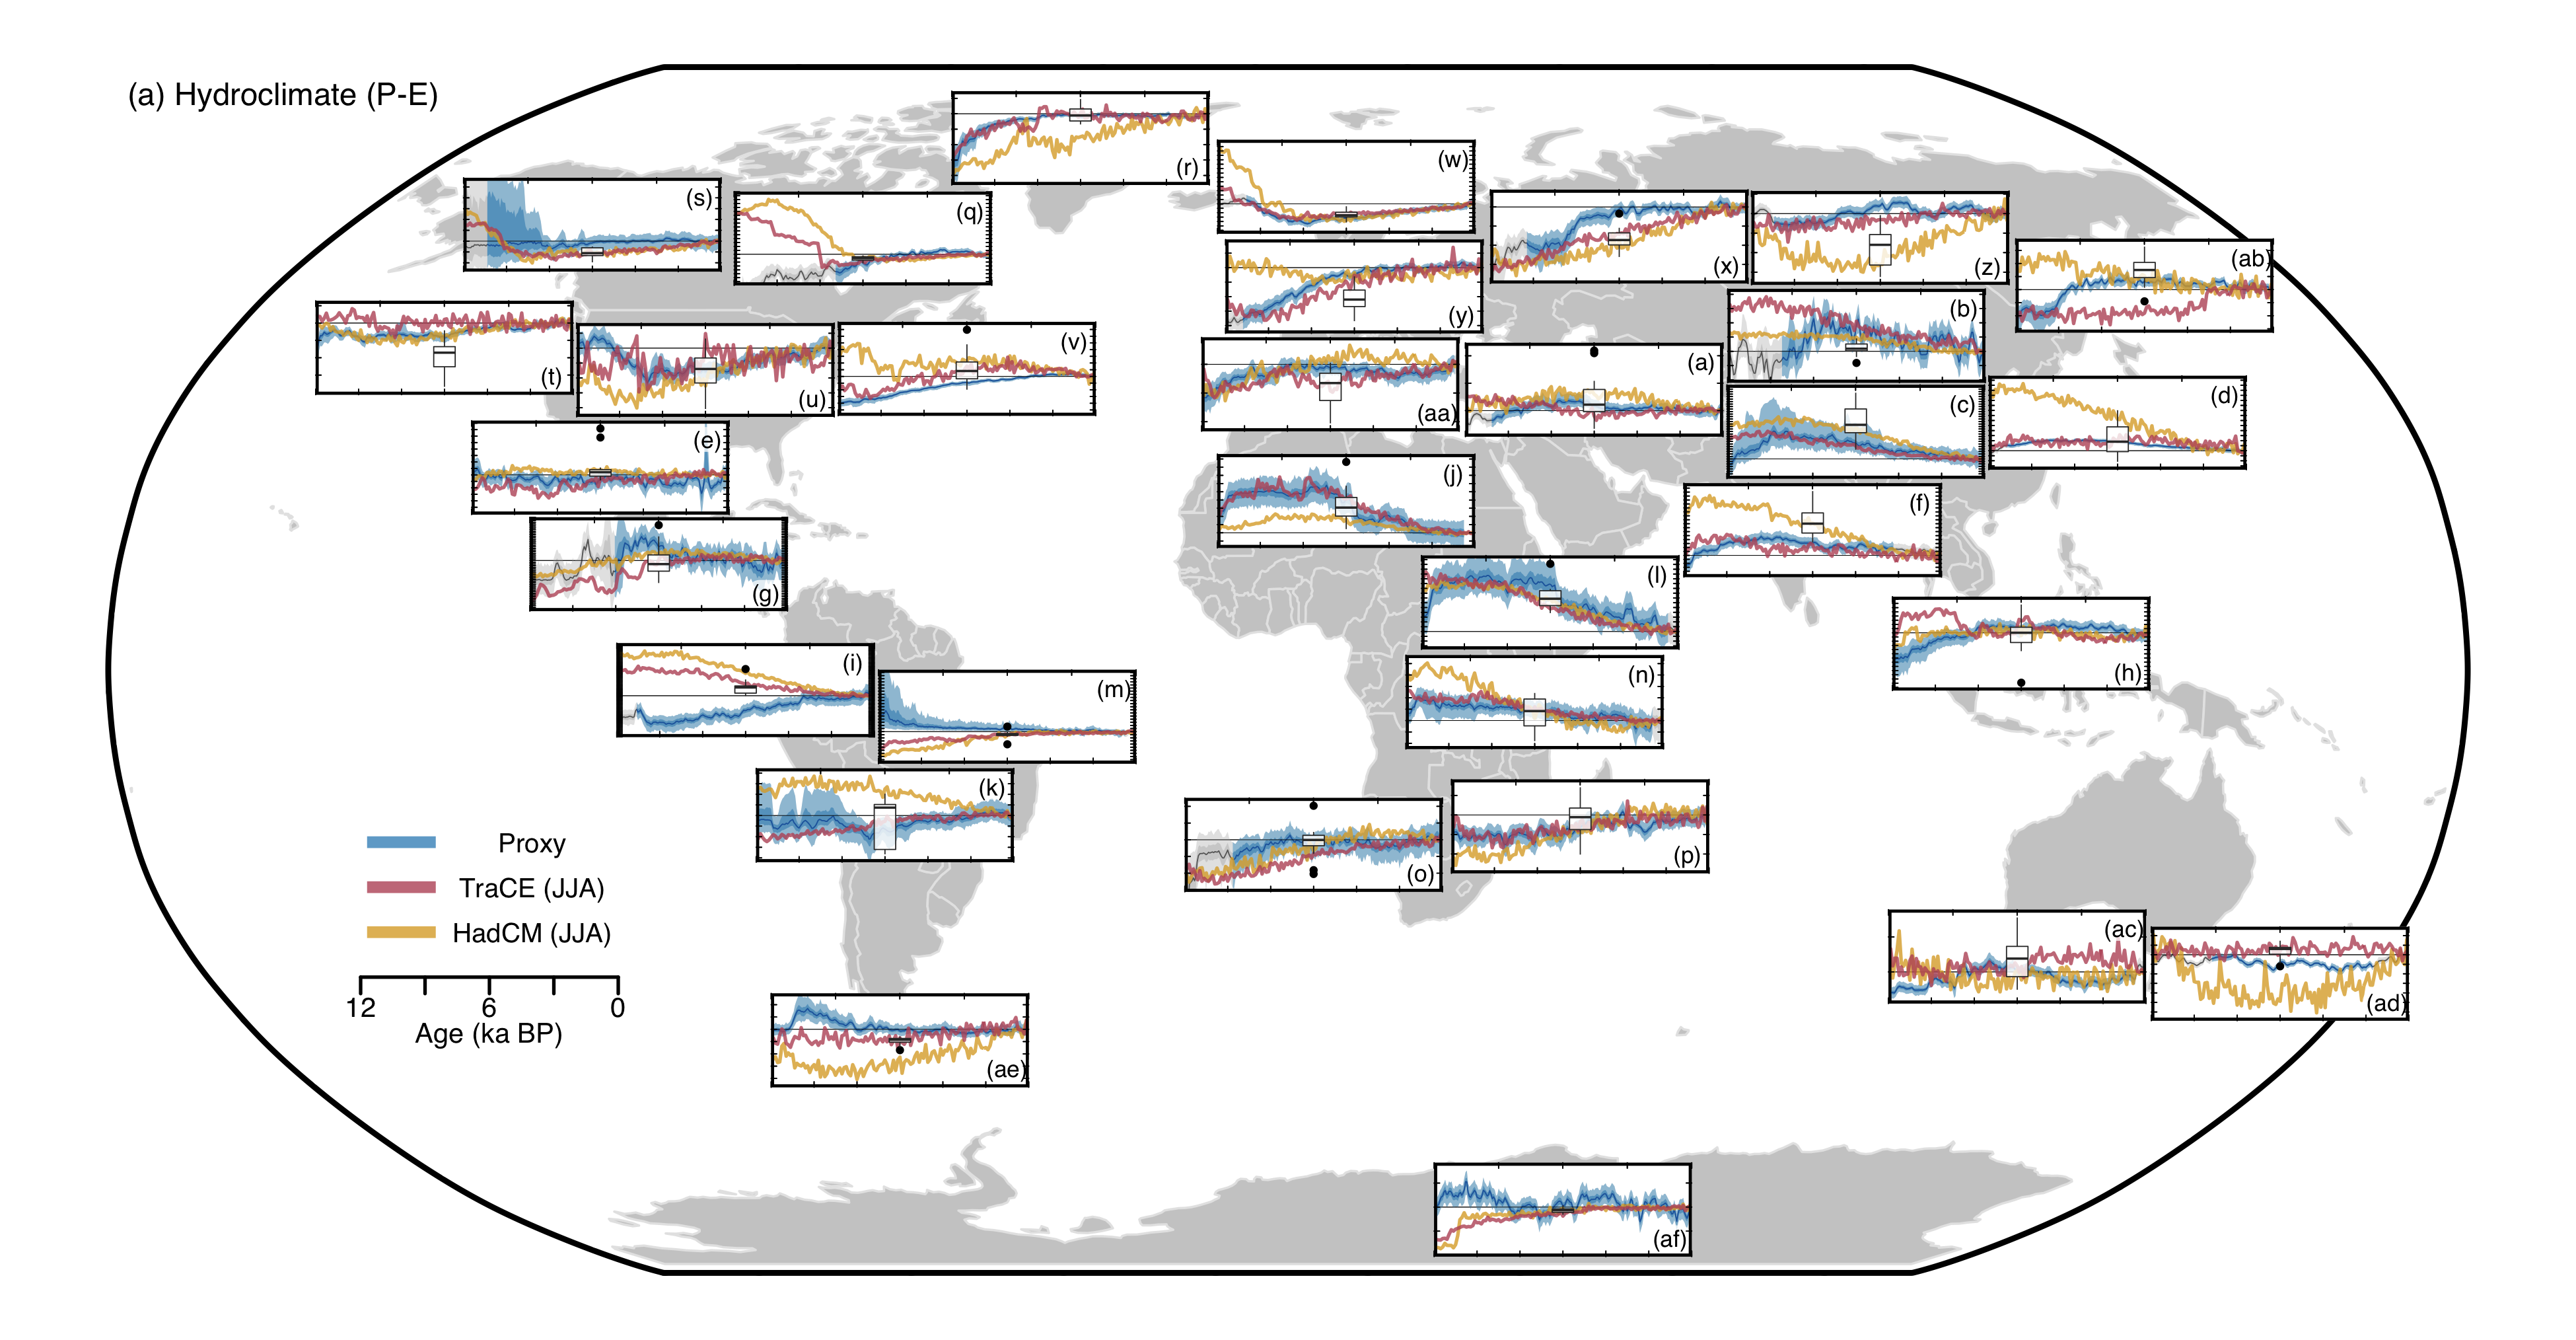 (a) Hydroclimate (P-E)
(r)
(w)
(s)
(q)
(x)
(z)
(ab)
(y)
(b)
(t)
(u)
(v)
(aa)
(a)
(c)
(d)
(e)
(j)
(f)
(g)
(l)
(h)
(i)
(m)
(n)
(k)
(o)
(p)
Proxy
TraCE (JJA)
HadCM (JJA)
12 6 0
Age (ka BP)
(ac)
(ad)
(ae)
(af)